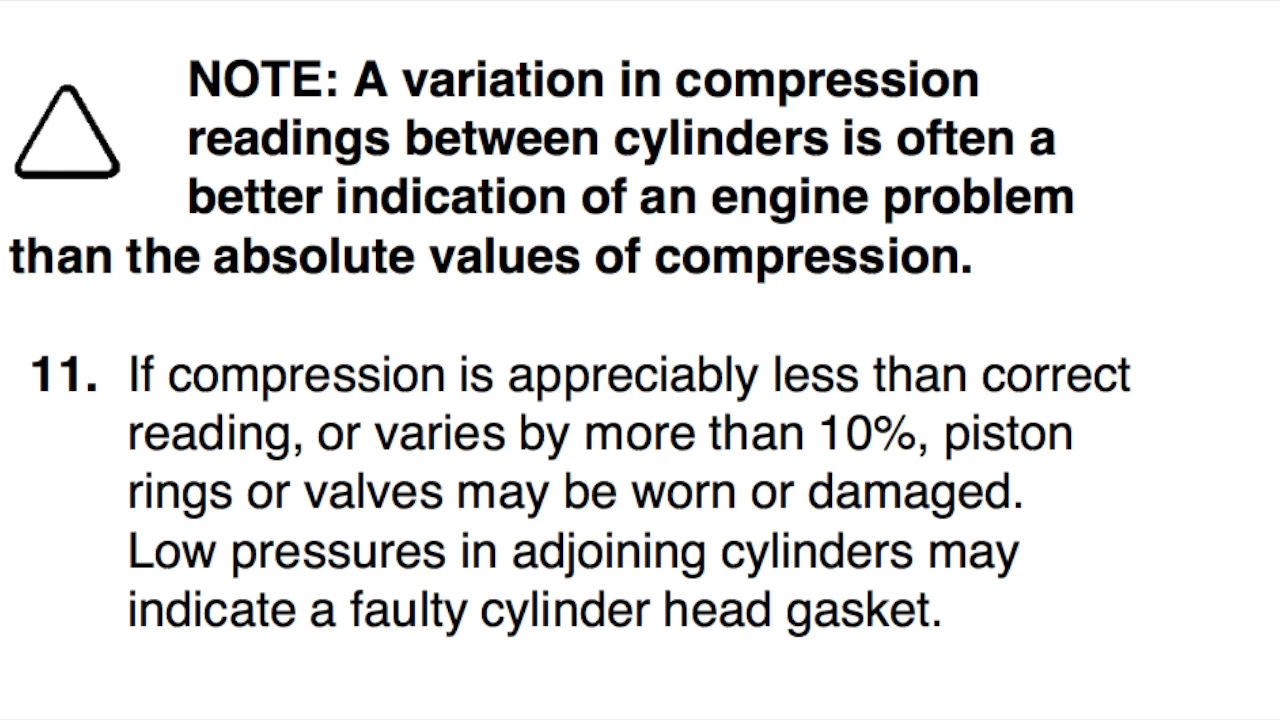 NOTE: A variation in compression
readings between cylinders is often a
better indication of an engine problem
than the absolute values of compression.
11. If compression is appreciably less than correct
reading, or varies by more than 10%, piston
rings or valves may be worn or damaged.
Low pressures in adjoining cylinders may
indicate a faulty cylinder head gasket.